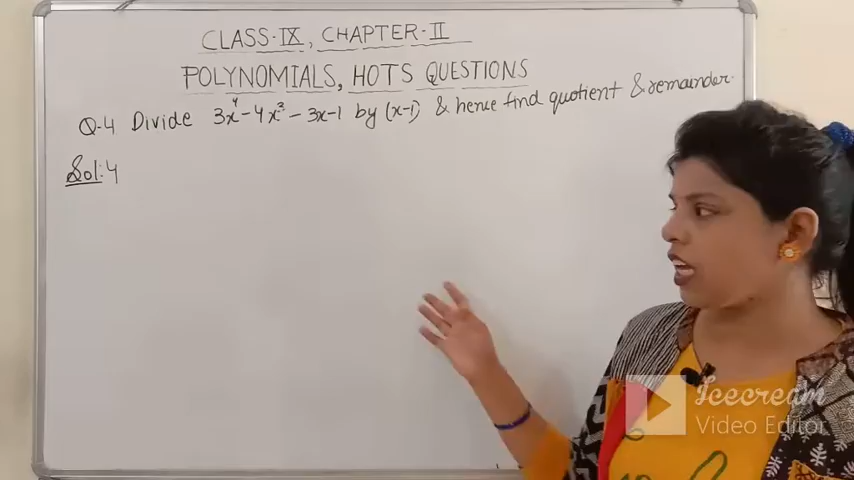 CLASS-IX, CHAPTER-II
POLYNOMIALS, HOTS QUESTIONS
Q-4 Divide 3x⁴-4x³-3x-1 by (x-1) & hence find quotient & remainder.
Sol:4
Icecream
Video Editor